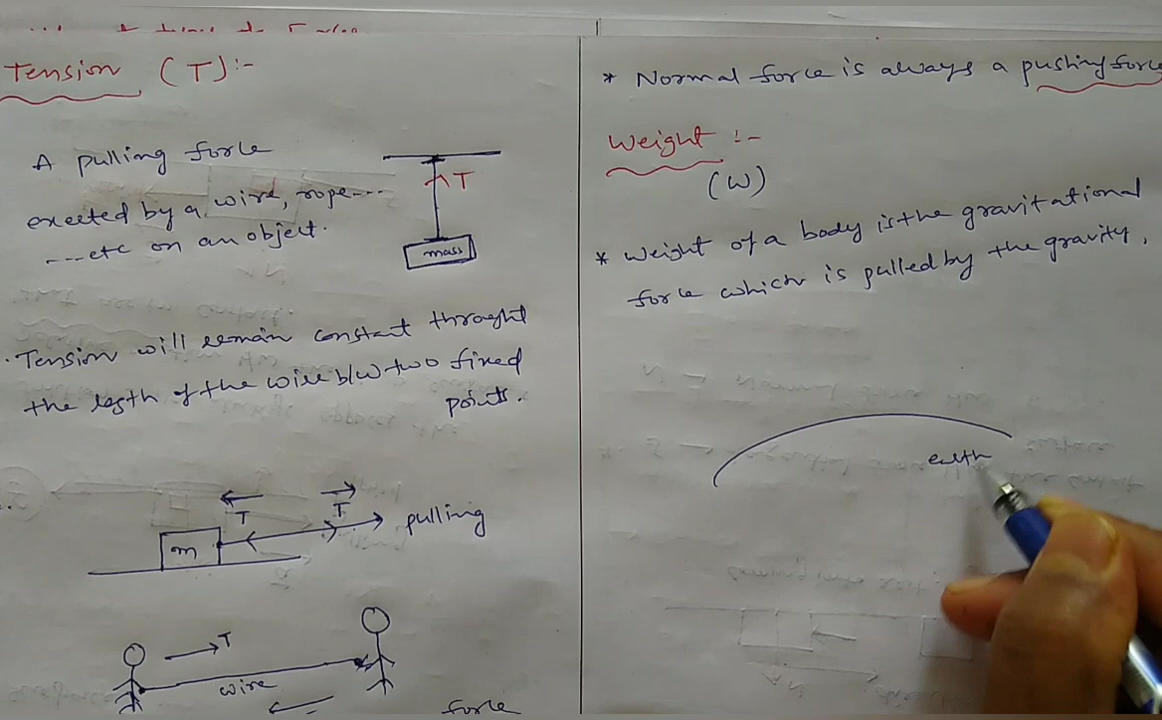 Tension (T):-
A pulling force
exected by a, wire, rope---
---etc on an object.
T
mass
. Tension will remain constant throught
the legth of the wire b/w two fixed
points.
T
T
pulling
m
T
wire
force
* Normal force is always a pushing force
Weight :-
(W)
* Weight of a body is the gravitational
force which is pulled by the gravity,
earth